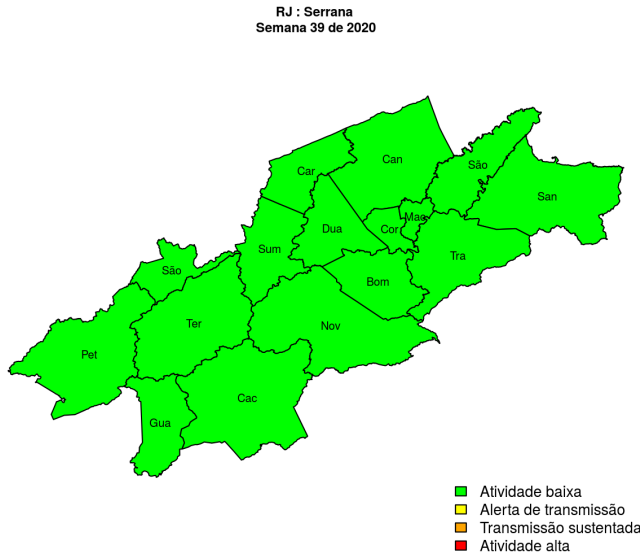 RJ : Serrana
Semana 39 de 2020
Can
Car
São
San
Mac
Dua
Cor
Sum
Tra
São
Bom
Ter
Nov
Pet
Cac
Gua
Atividade baixa
Alerta de transmissão
Transmissão sustentada
Atividade alta